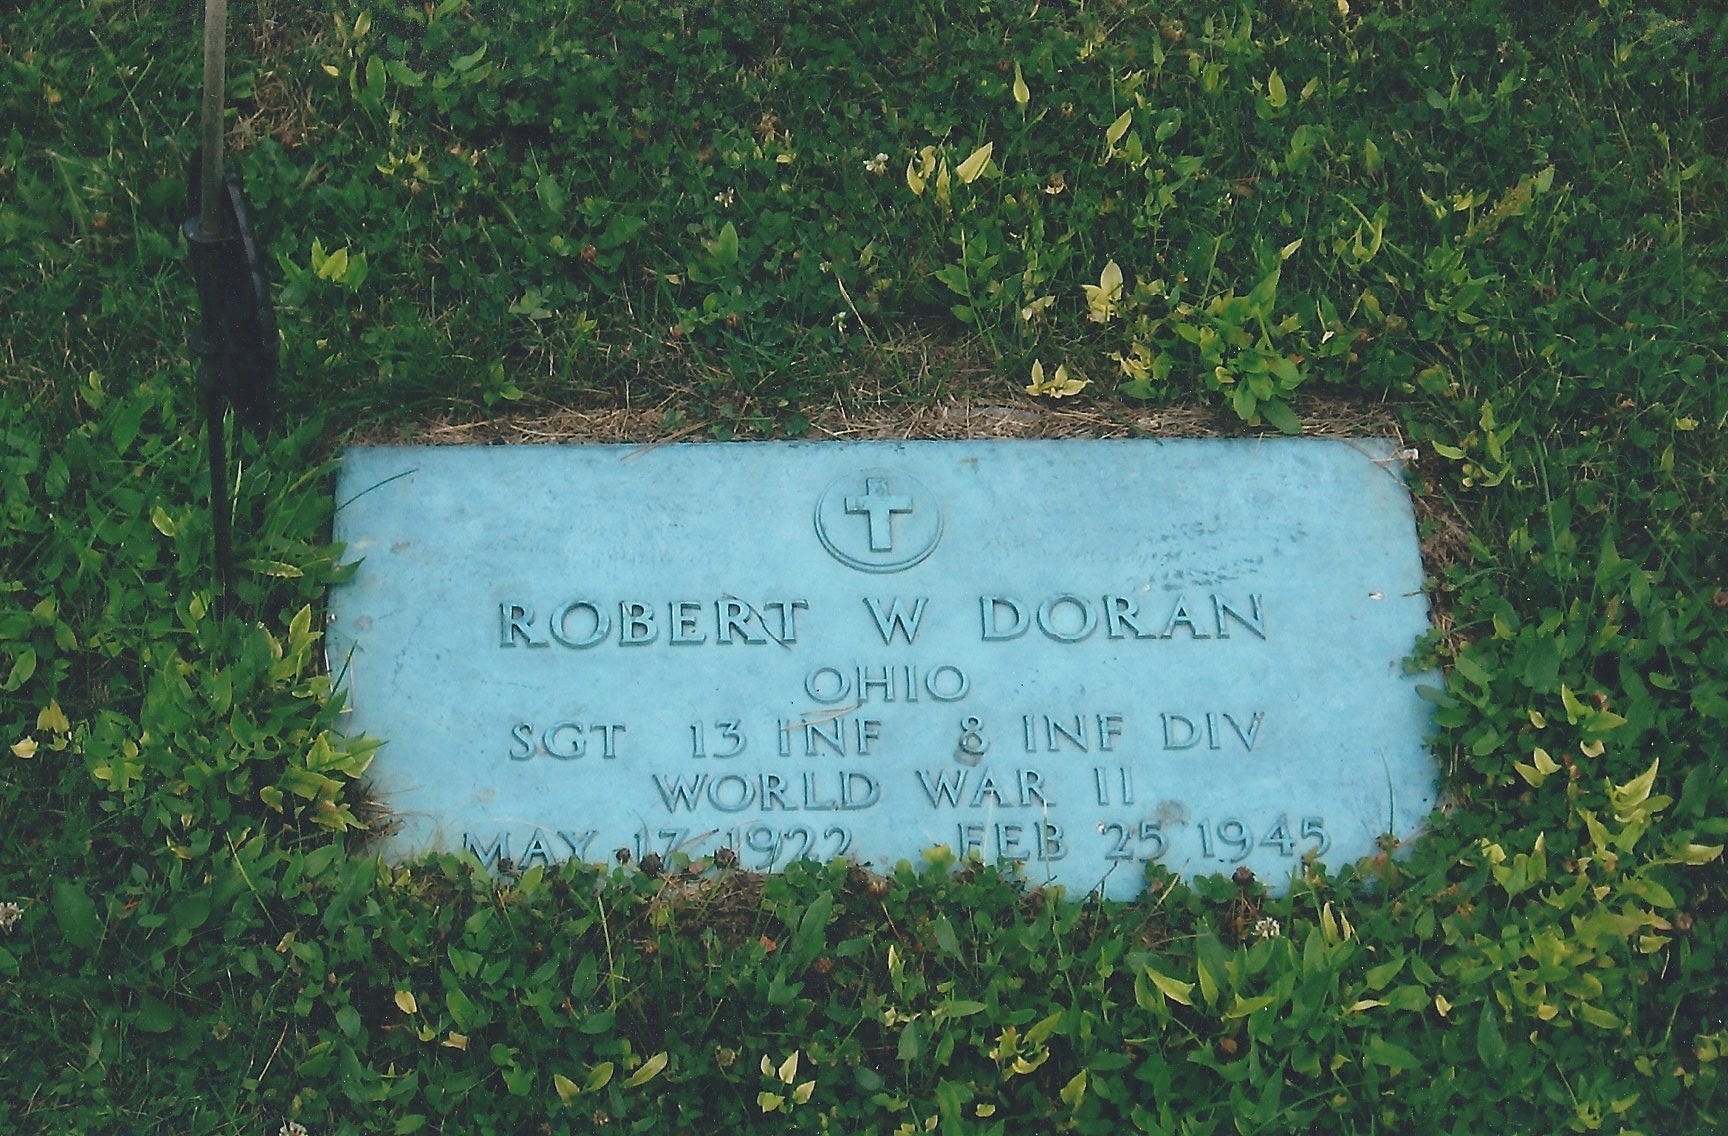 ROBERT W DORAN
OHIO
SGT 13 INF 8 INF DIV
WORLD WAR II
MAY 17 1922 FEB 25 1945